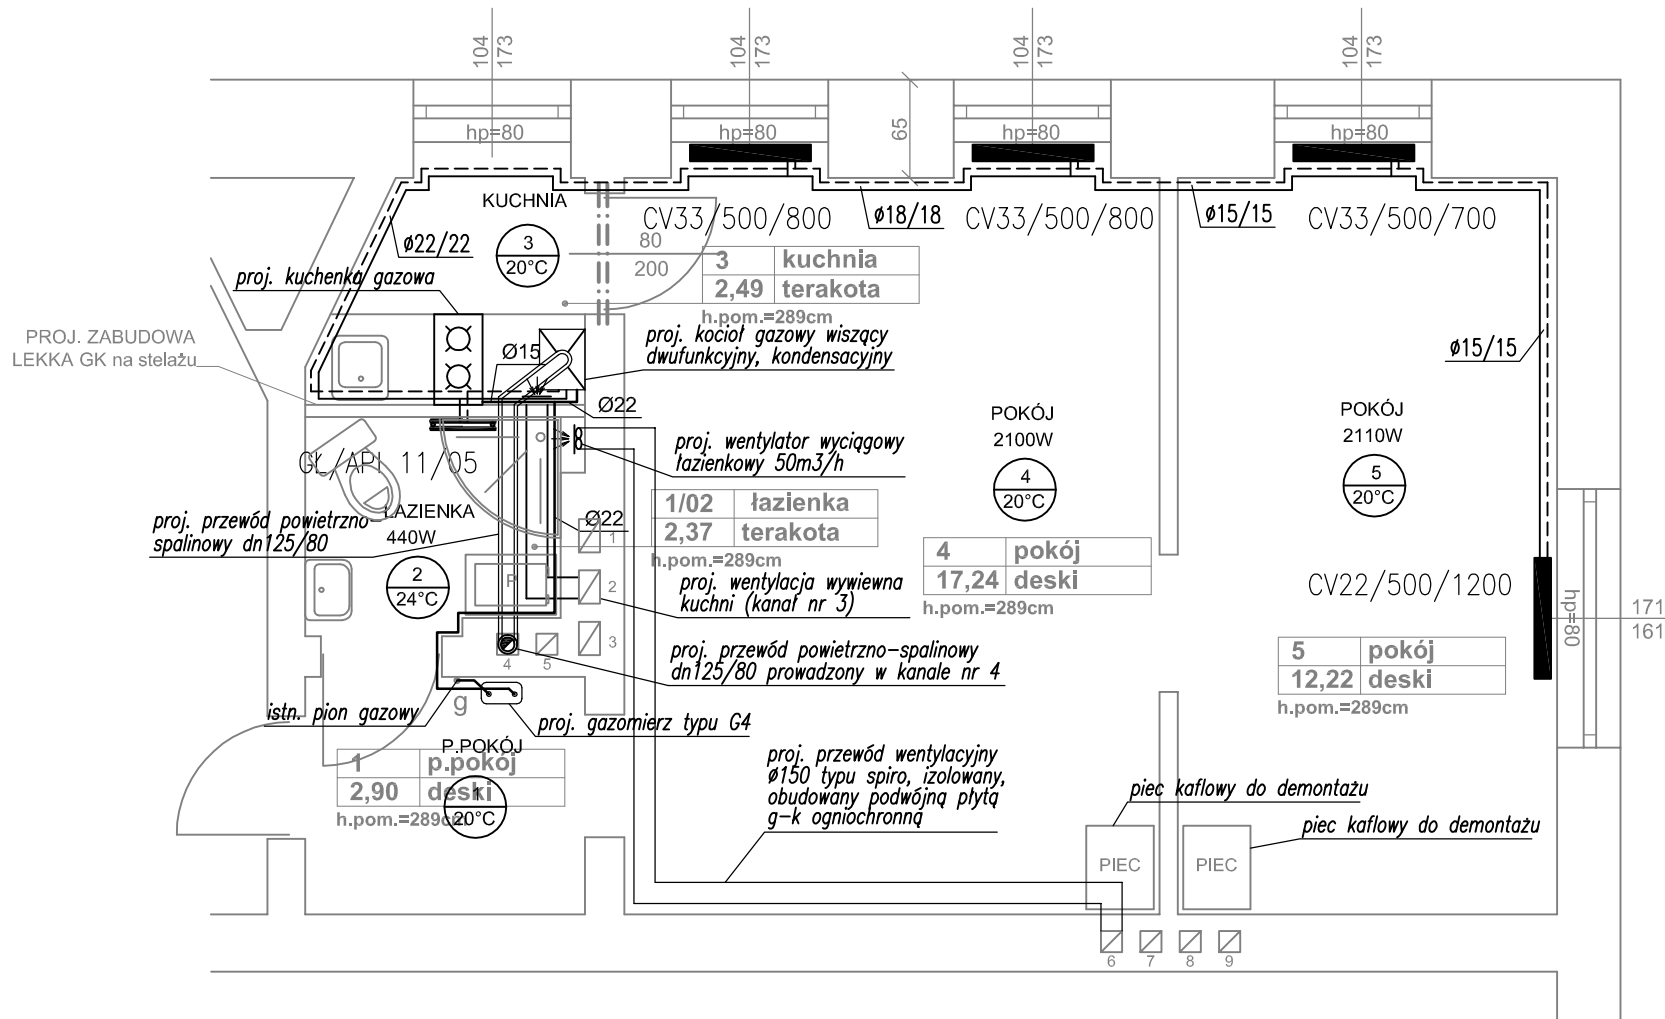 104
173
104
173
104
173
104
173
hp=80
hp=80
hp=80
hp=80
65
KUCHNIA
3
20°C
ø22/22
CV33/500/800
ø18/18
CV33/500/800
ø15/15
CV33/500/700
80
200
3 kuchnia
2,49 terakota
h.pom.=289cm
proj. kuchenka gazowa
PROJ. ZABUDOWA
LEKKA GK na stelażu
Ø15
proj. kocioł gazowy wiszący
dwufunkcyjny, kondensacyjny
ø15/15
Ø22
proj. wentylator wyciągowy
łazienkowy 50m3/h
POKÓJ
2100W
4
20°C
POKÓJ
2110W
5
20°C
GŁ/API 11/05
1/02 łazienka
2,37 terakota
h.pom.=289cm
ŁAZIENKA
440W
2
24°C
proj. przewód powietrzno-
spalinowy dn125/80
Ø22
1
P
2
proj. wentylacja wywiewna
kuchni (kanał nr 3)
4 pokój
17,24 deski
h.pom.=289cm
CV22/500/1200
hp=80
171
161
3
4
5
proj. przewód powietrzno-spalinowy
dn125/80 prowadzony w kanale nr 4
5 pokój
12,22 deski
h.pom.=289cm
g
istn. pion gazowy
proj. gazomierz typu G4
P.POKÓJ
1
20°C
1 p.pokój
2,90 deski
h.pom.=289cm
proj. przewód wentylacyjny
ø150 typu spiro, izolowany,
obudowany podwójną płytą
g-k ogniochronną
piec kaflowy do demontażu
piec kaflowy do demontażu
PIEC
PIEC
6
7
8
9